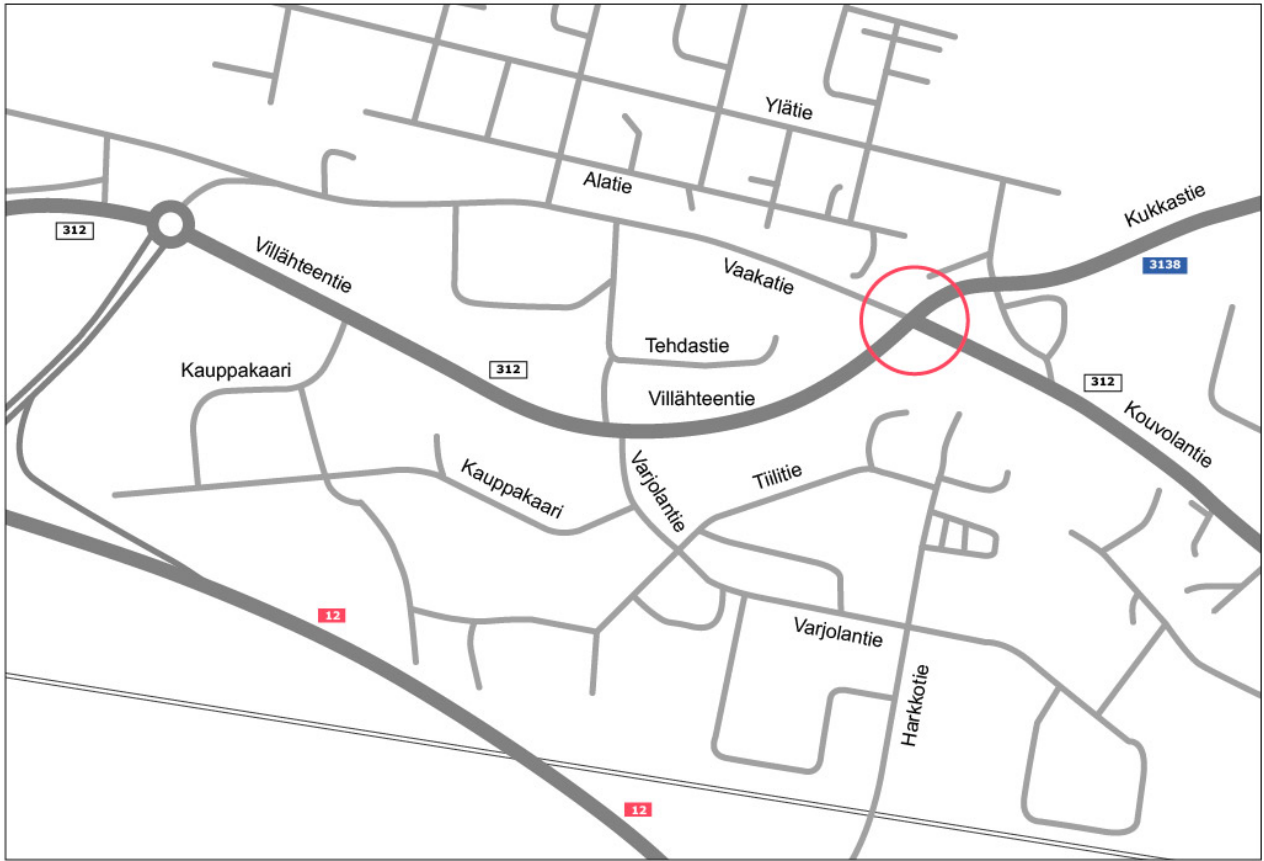 Ylätie
Alatie
Kukkastie
312
Villähteentie
Vaakatie
3138
Tehdastie
Kauppakaari
312
312
Villähteentie
Kouvolantie
Kauppakaari
Varjolantie
Tiilitie
12
Varjolantie
Harkkotie
12